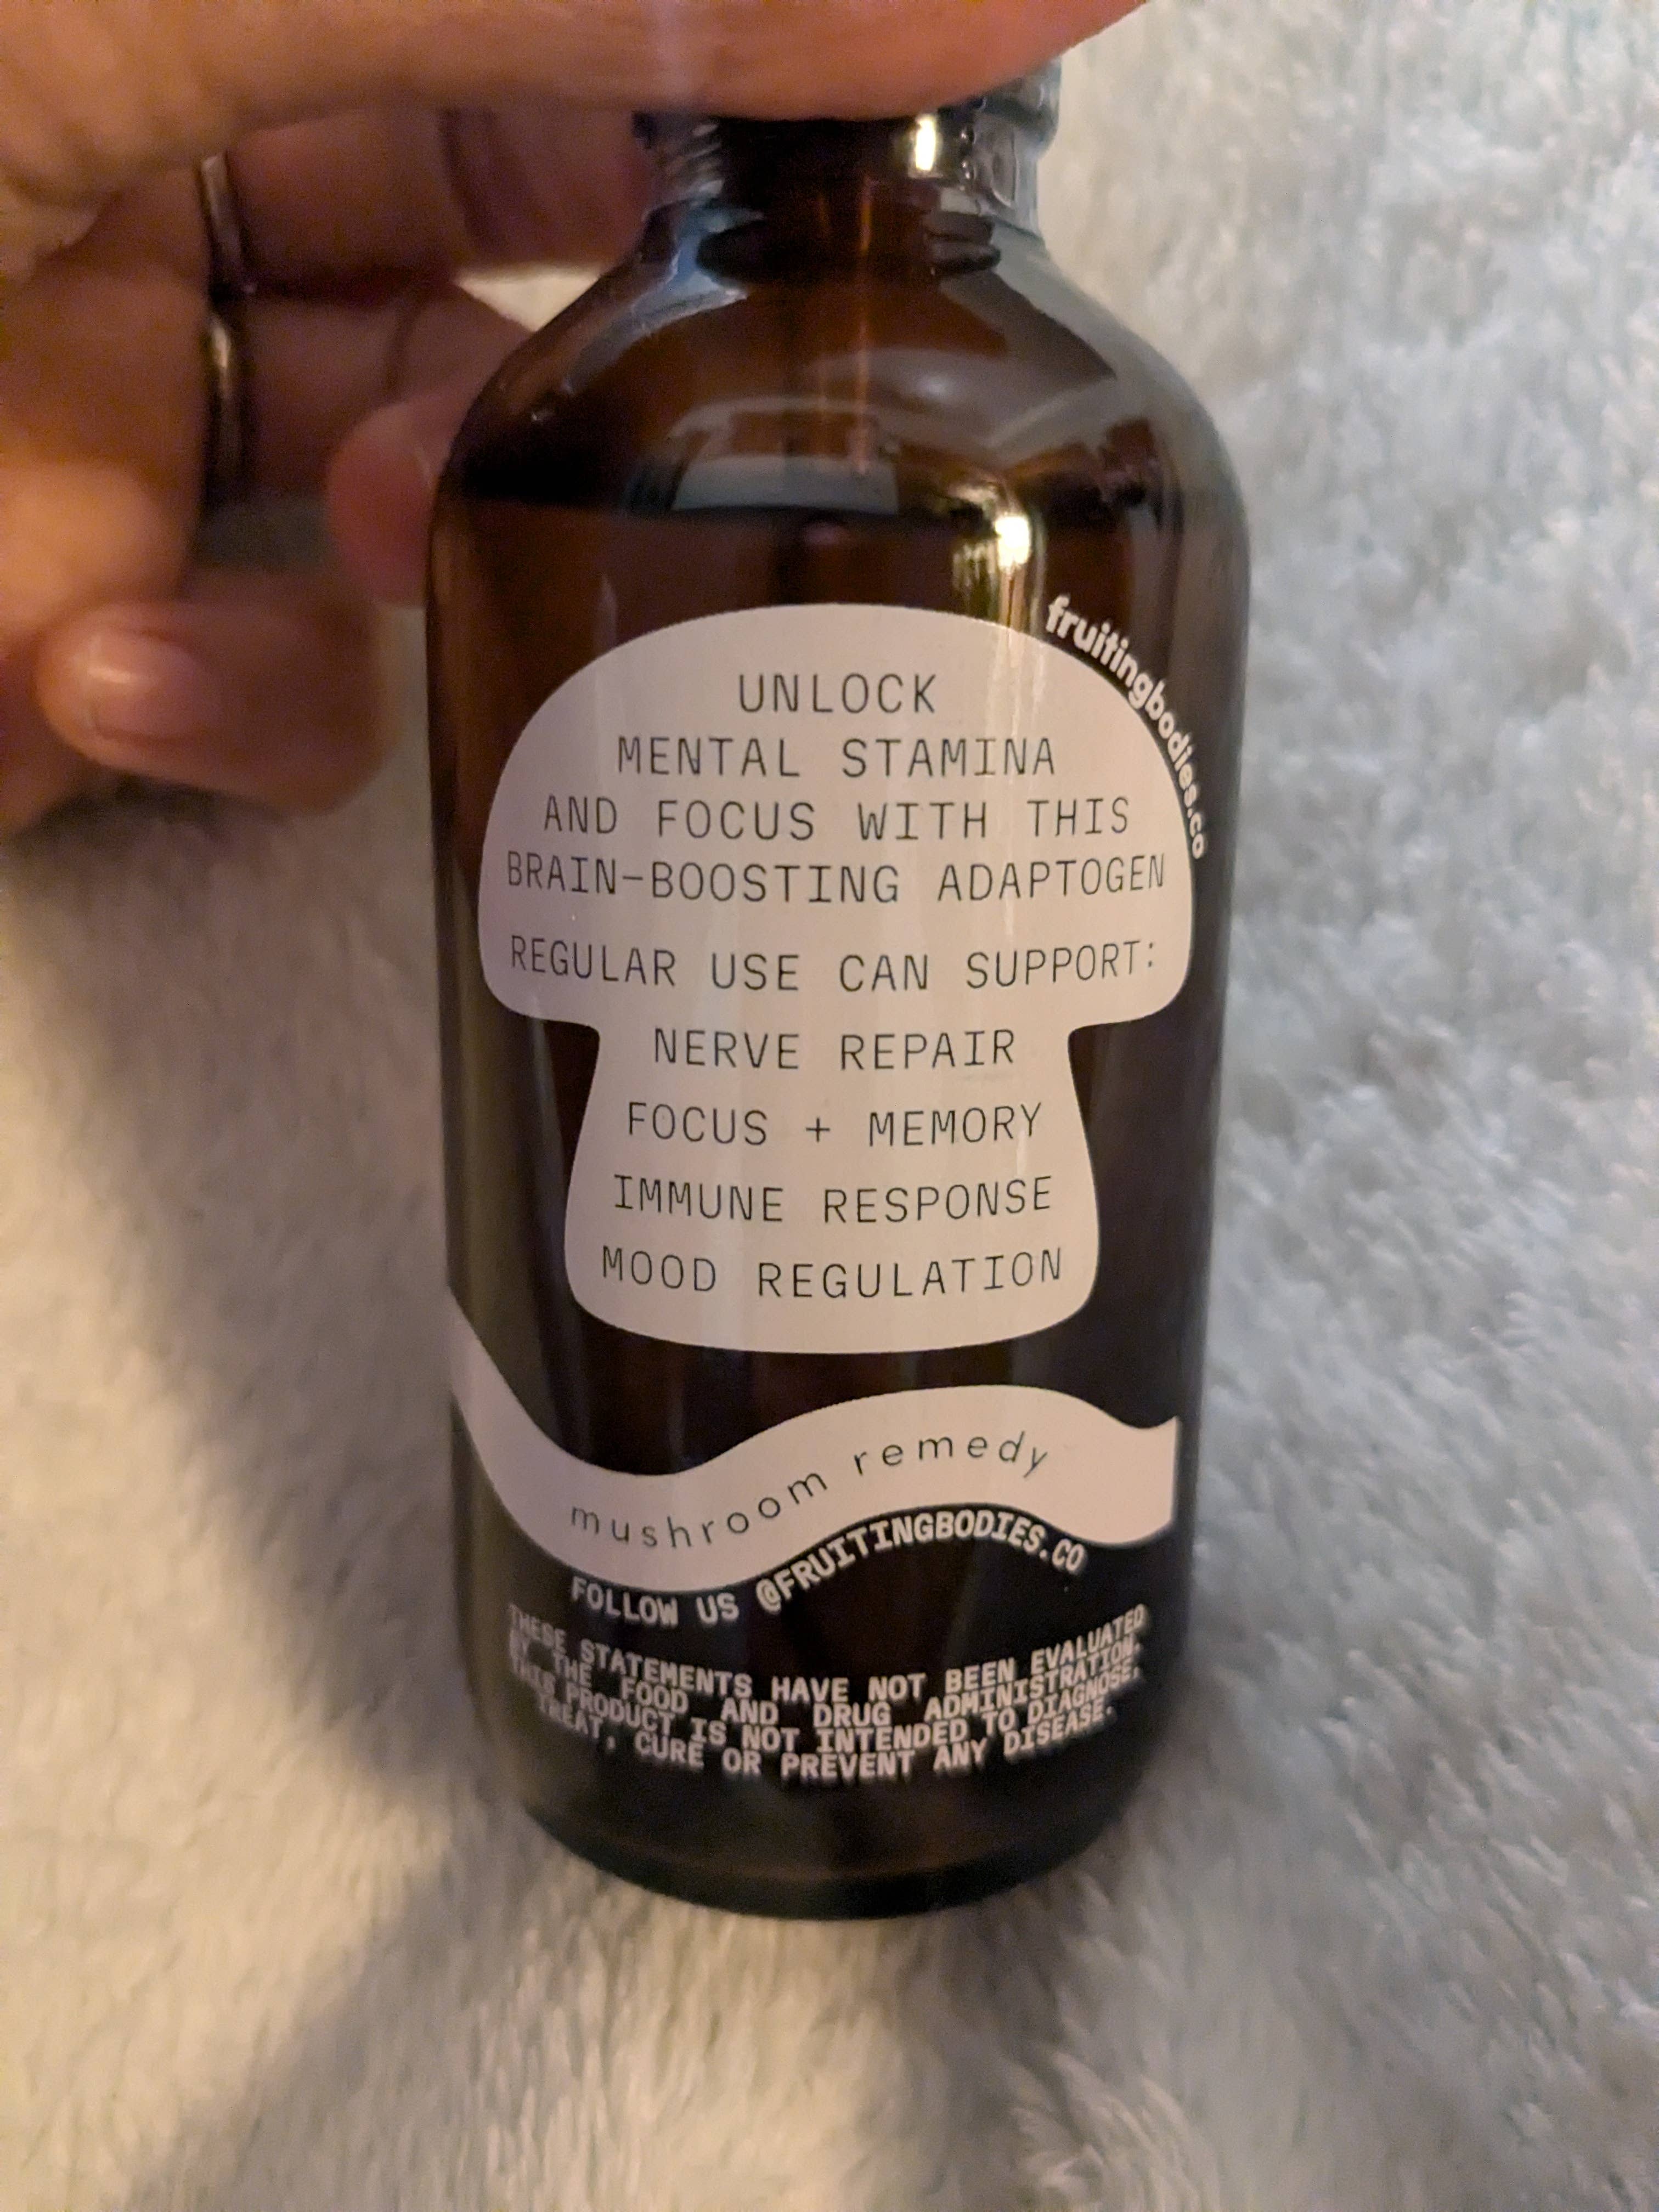 fruitingbodies.co
UNLOCK
MENTAL STAMINA
AND FOCUS WITH THIS
BRAIN-BOOSTING ADAPTOGEN
REGULAR USE CAN SUPPORT:
NERVE REPAIR
FOCUS + MEMORY
IMMUNE RESPONSE
MOOD REGULATION
mushroom remedy
FOLLOW US @FRUITINGBODIES.CO
THESE STATEMENTS HAVE NOT BEEN EVALUATED
BY THE FOOD AND DRUG ADMINISTRATION.
THIS PRODUCT IS NOT INTENDED TO DIAGNOSE,
TREAT, CURE OR PREVENT ANY DISEASE.